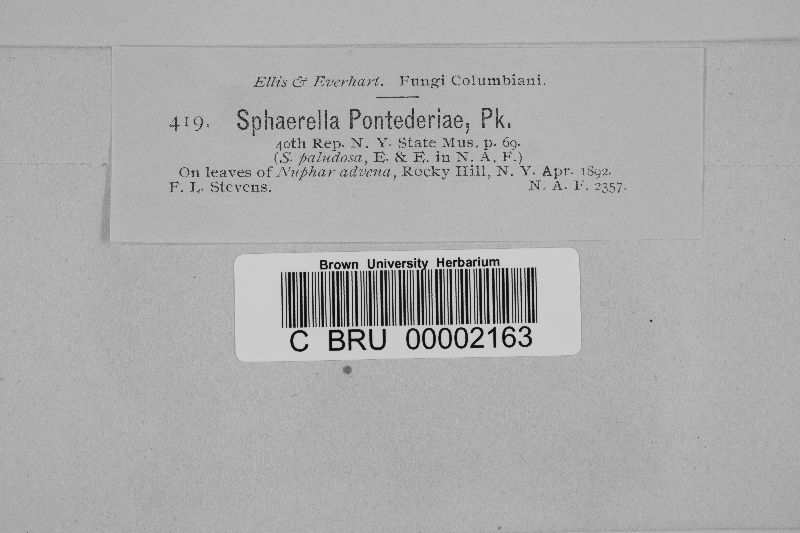 Ellis & Everhart. Fungi Columbiani.
419. Sphaerella Pontederiae, Pk.
40th Rep. N. Y. State Mus. p. 69.
(S. paludosa, E. & E. in N. A. F.)
On leaves of Nuphar advena, Rocky Hill, N. Y. Apr. 1892.
F. L. Stevens. N. A. F. 2357.
Brown University Herbarium
C BRU 00002163